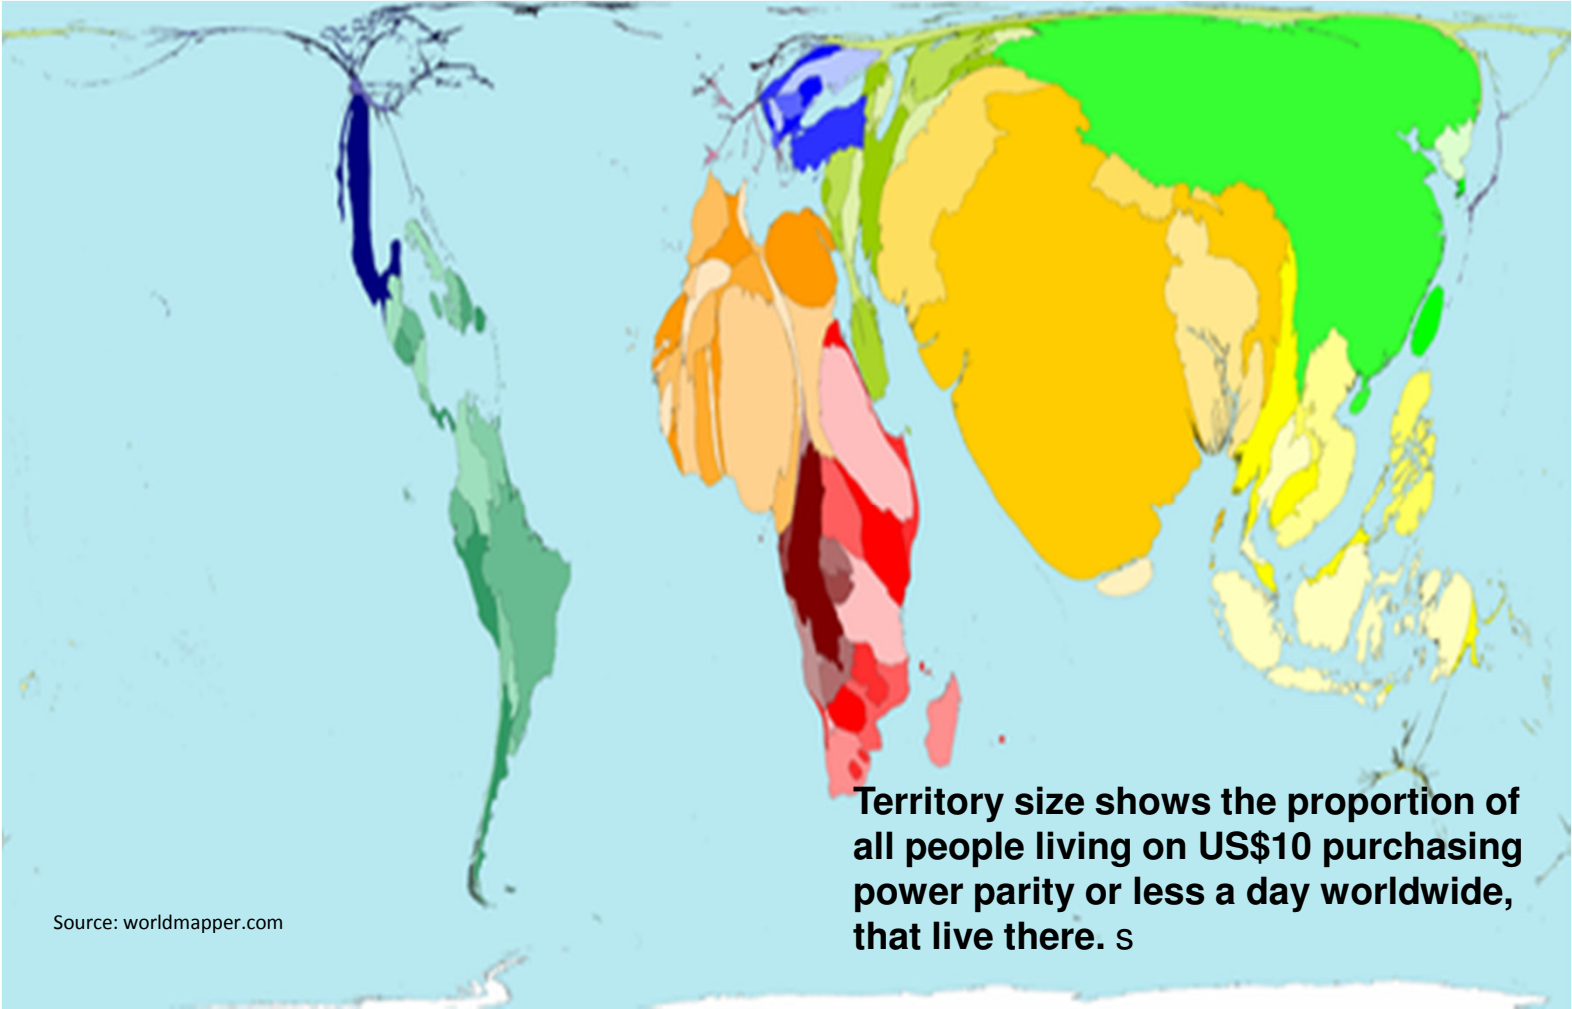 Territory size shows the proportion of
all people living on US$10 purchasing
power parity or less a day worldwide,
that live there. s
Source: worldmapper.com